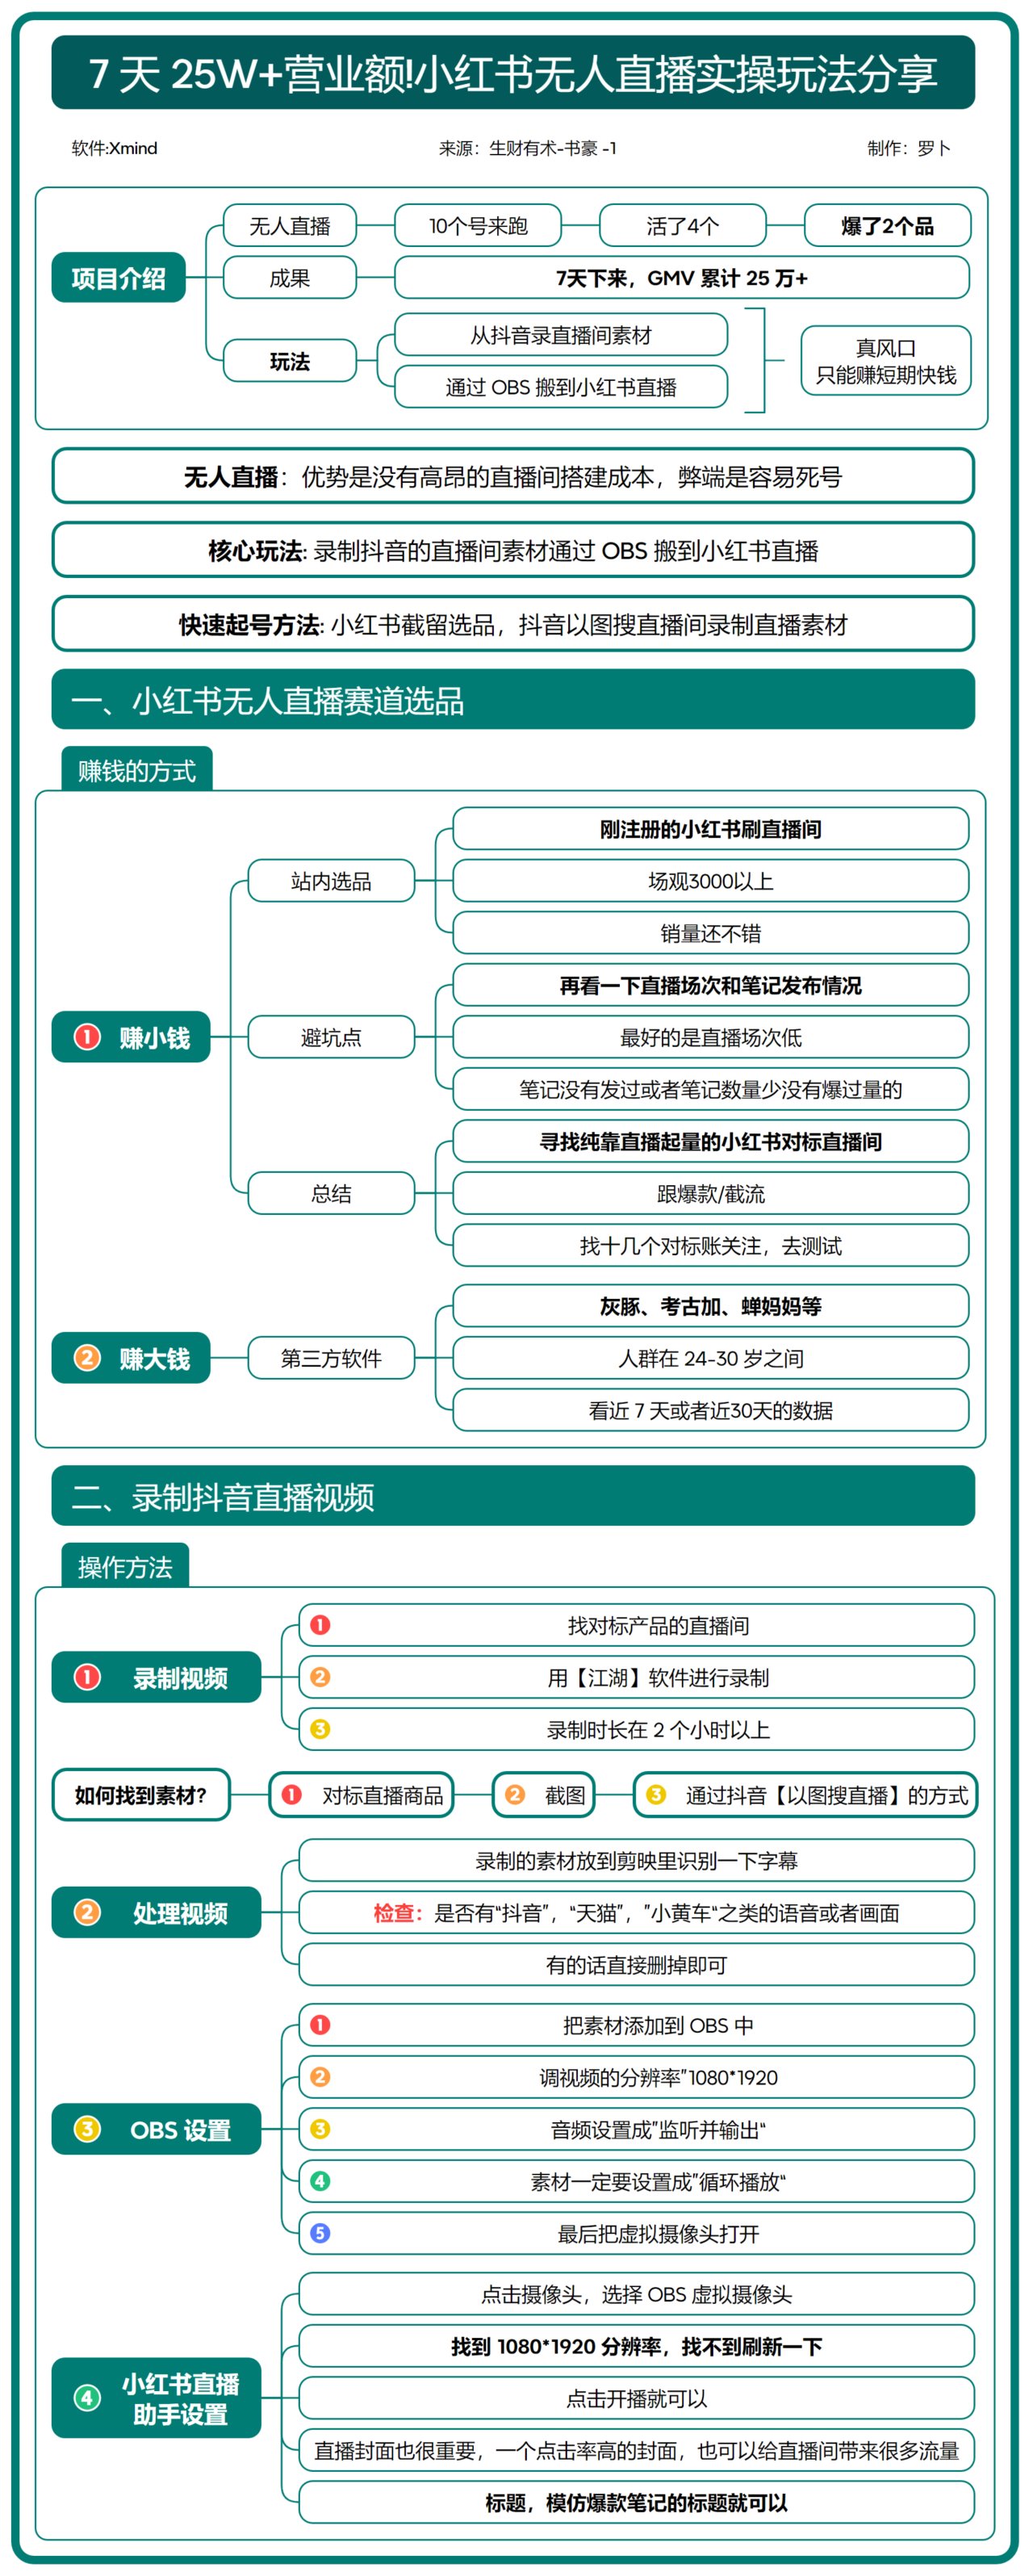 7 天 25W+营业额!小红书无人直播实操玩法分享
软件:Xmind
来源：生财有术-书豪 -1
制作：罗卜
项目介绍
无人直播
10个号来跑
活了4个
爆了2个品
成果
7天下来，GMV 累计 25 万+
玩法
从抖音录直播间素材
通过 OBS 搬到小红书直播
真风口
只能赚短期快钱
无人直播：优势是没有高昂的直播间搭建成本，弊端是容易死号
核心玩法: 录制抖音的直播间素材通过 OBS 搬到小红书直播
快速起号方法: 小红书截留选品，抖音以图搜直播间录制直播素材
一、小红书无人直播赛道选品
赚钱的方式
1 赚小钱
站内选品
刚注册的小红书刷直播间
场观3000以上
销量还不错
避坑点
再看一下直播场次和笔记发布情况
最好的是直播场次低
笔记没有发过或者笔记数量少没有爆过量的
总结
寻找纯靠直播起量的小红书对标直播间
跟爆款/截流
找十几个对标账关注，去测试
2 赚大钱
第三方软件
灰豚、考古加、蝉妈妈等
人群在 24-30 岁之间
看近 7 天或者近30天的数据
二、录制抖音直播视频
操作方法
1 录制视频
1 找对标产品的直播间
2 用【江湖】软件进行录制
3 录制时长在 2 个小时以上
如何找到素材?
1 对标直播商品
2 截图
3 通过抖音【以图搜直播】的方式
2 处理视频
录制的素材放到剪映里识别一下字幕
检查：是否有“抖音”，“天猫”，”小黄车“之类的语音或者画面
有的话直接删掉即可
3 OBS 设置
1 把素材添加到 OBS 中
2 调视频的分辨率”1080*1920
3 音频设置成”监听并输出“
4 素材一定要设置成”循环播放“
5 最后把虚拟摄像头打开
4 小红书直播
助手设置
点击摄像头，选择 OBS 虚拟摄像头
找到 1080*1920 分辨率，找不到刷新一下
点击开播就可以
直播封面也很重要，一个点击率高的封面，也可以给直播间带来很多流量
标题，模仿爆款笔记的标题就可以